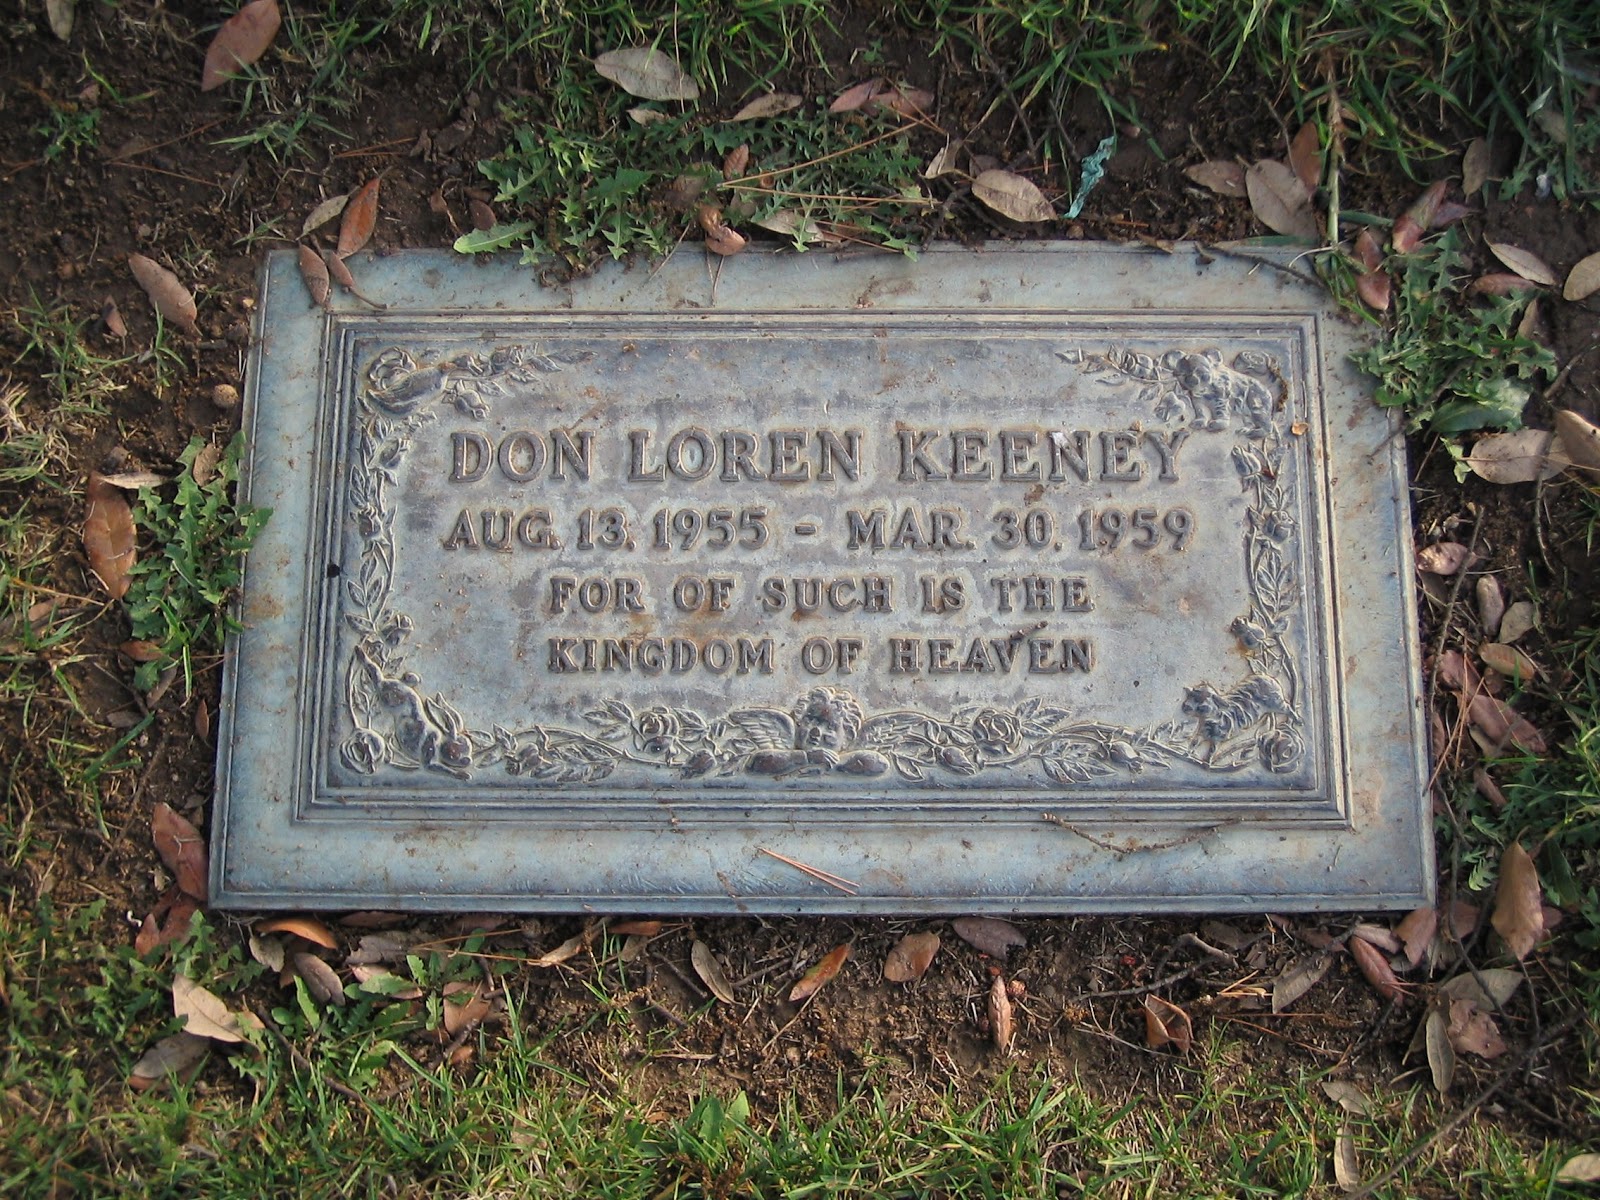 DON LOREN KEENEY
AUG. 13, 1955 - MAR. 30, 1959
FOR OF SUCH IS THE
KINGDOM OF HEAVEN